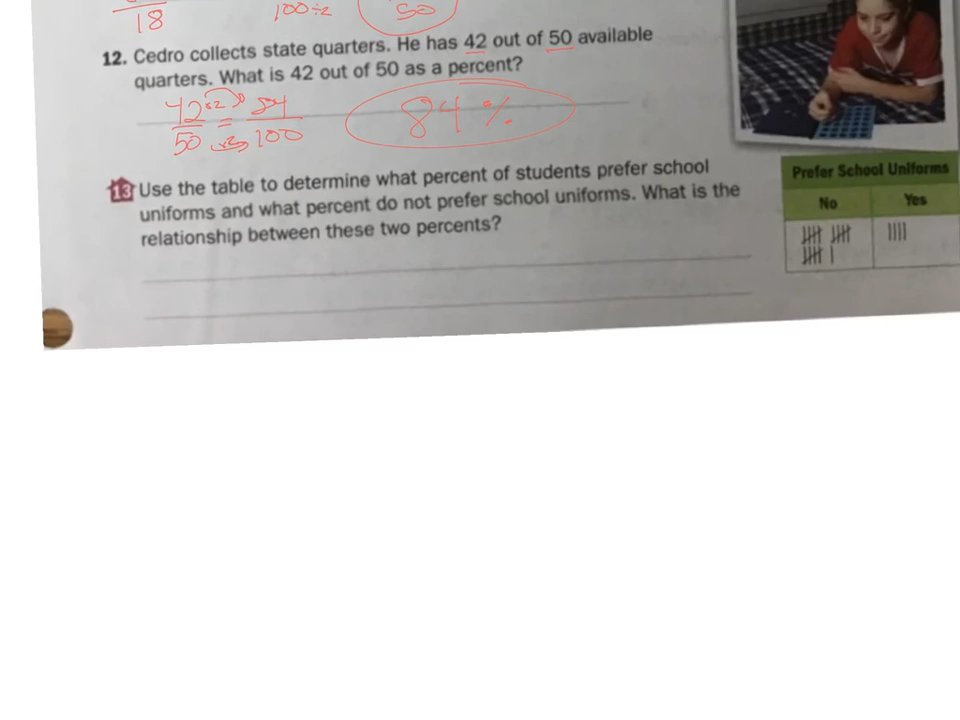 18
100÷2
50
12. Cedro collects state quarters. He has 42 out of 50 available
quarters. What is 42 out of 50 as a percent?
42 x2 84
50 = x2 100
84%
13 Use the table to determine what percent of students prefer school
uniforms and what percent do not prefer school uniforms. What is the
relationship between these two percents?
Prefer School Uniforms
No Yes